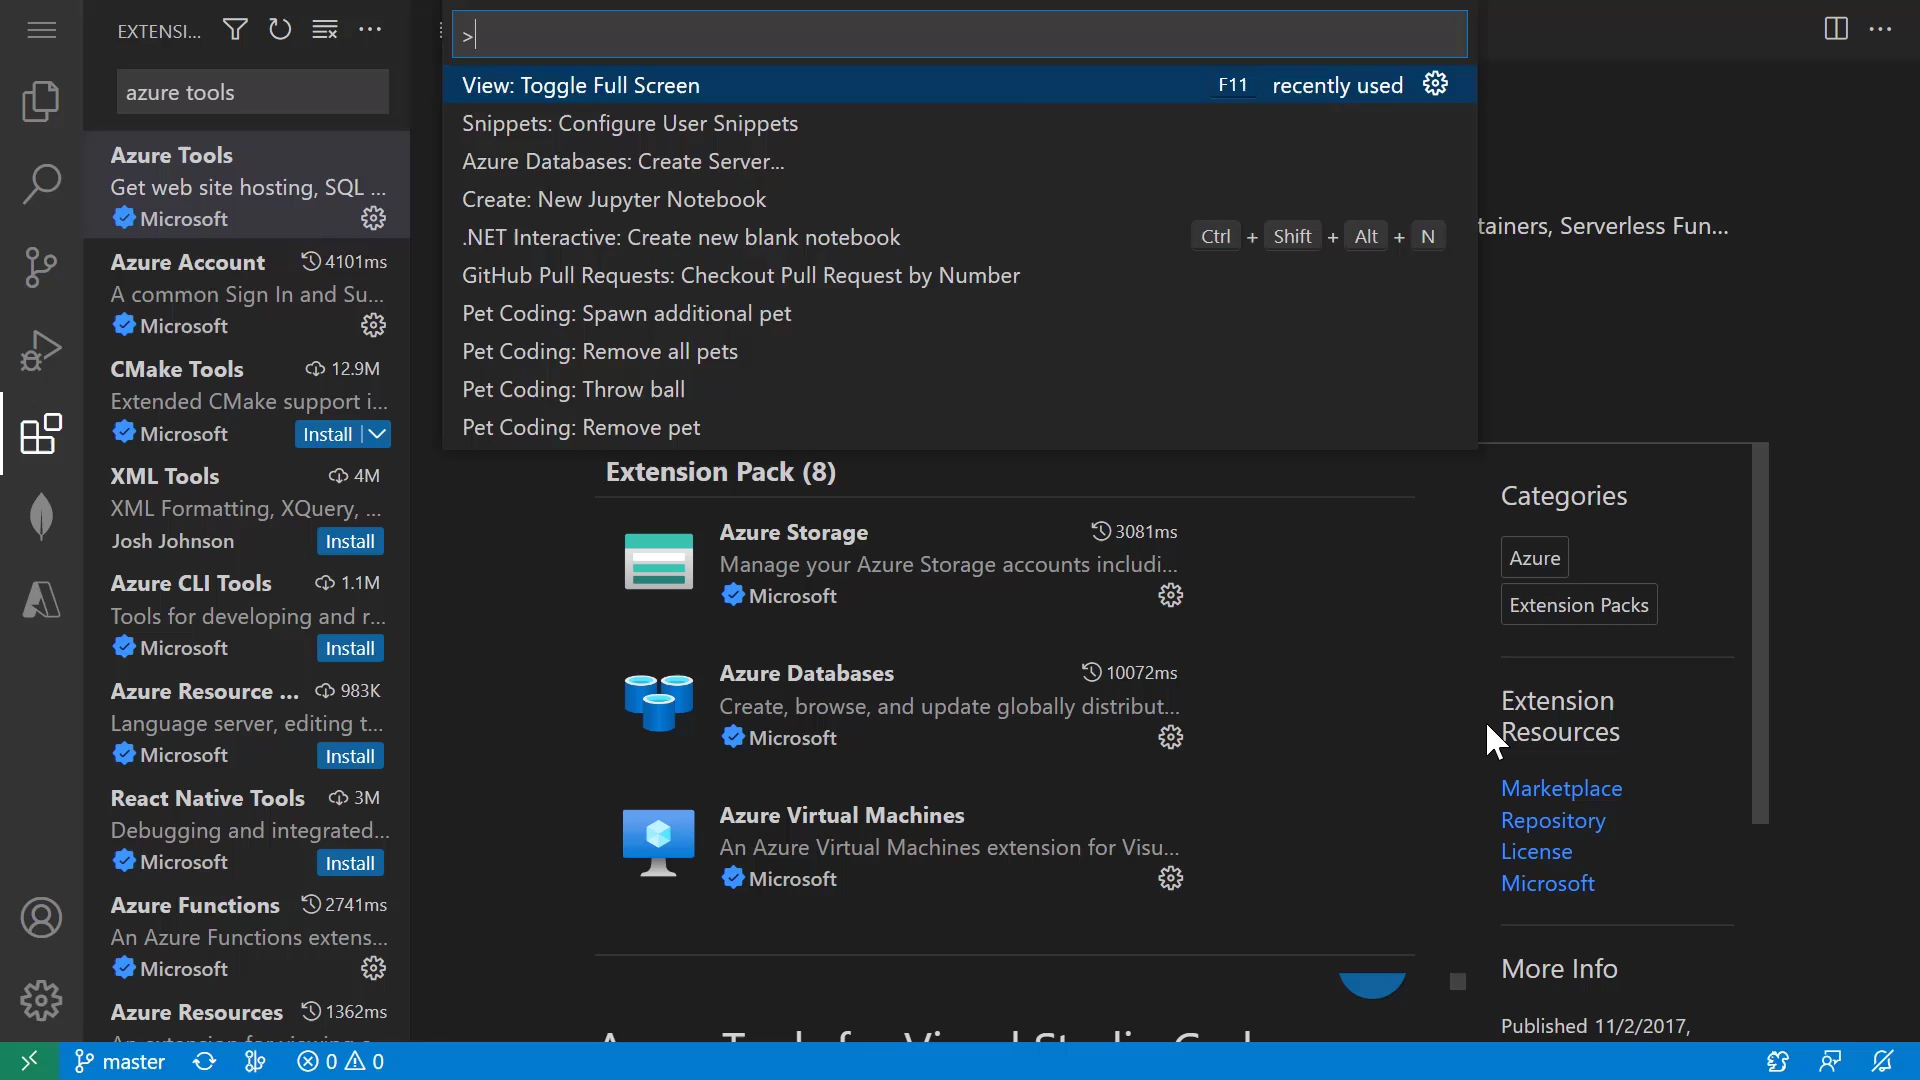 EXTENSI...
azure tools
Azure Tools
Get web site hosting, SQL ...
Microsoft
Azure Account 4101ms
A common Sign In and Su...
Microsoft
CMake Tools 12.9M
Extended CMake support i...
Microsoft Install
XML Tools 4M
XML Formatting, XQuery, ...
Josh Johnson Install
Azure CLI Tools 1.1M
Tools for developing and r...
Microsoft Install
Azure Resource ... 983K
Language server, editing t...
Microsoft Install
React Native Tools 3M
Debugging and integrated...
Microsoft Install
Azure Functions 2741ms
An Azure Functions extens...
Microsoft
Azure Resources 1362ms
>
View: Toggle Full Screen F11 recently used
Snippets: Configure User Snippets
Azure Databases: Create Server...
Create: New Jupyter Notebook
.NET Interactive: Create new blank notebook Ctrl + Shift + Alt + N
GitHub Pull Requests: Checkout Pull Request by Number
Pet Coding: Spawn additional pet
Pet Coding: Remove all pets
Pet Coding: Throw ball
Pet Coding: Remove pet
tainers, Serverless Fun...
Extension Pack (8)
Azure Storage 3081ms
Manage your Azure Storage accounts includi...
Microsoft
Azure Databases 10072ms
Create, browse, and update globally distribut...
Microsoft
Azure Virtual Machines
An Azure Virtual Machines extension for Visu...
Microsoft
Categories
Azure
Extension Packs
Extension
Resources
Marketplace
Repository
License
Microsoft
More Info
Published 11/2/2017,
master 0 0